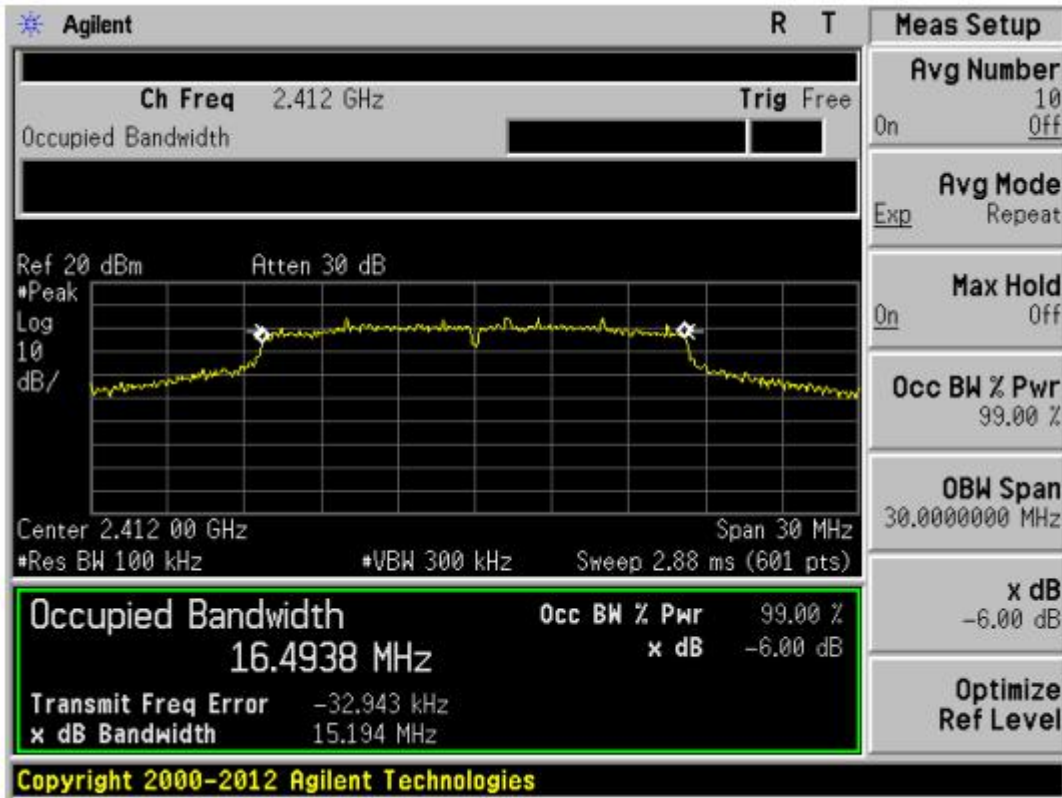 Agilent R T
Ch Freq 2.412 GHz Trig Free
Occupied Bandwidth
Ref 20 dBm Atten 30 dB
#Peak
Log
10
dB/
Center 2.412 00 GHz Span 30 MHz
#Res BW 100 kHz #VBW 300 kHz Sweep 2.88 ms (601 pts)
Occupied Bandwidth Occ BW % Pwr 99.00 %
16.4938 MHz x dB -6.00 dB
Transmit Freq Error -32.943 kHz
x dB Bandwidth 15.194 MHz
Copyright 2000-2012 Agilent Technologies
Meas Setup
Avg Number
10
On Off
Avg Mode
Exp Repeat
Max Hold
On Off
Occ BW % Pwr
99.00 %
OBW Span
30.0000000 MHz
x dB
-6.00 dB
Optimize
Ref Level